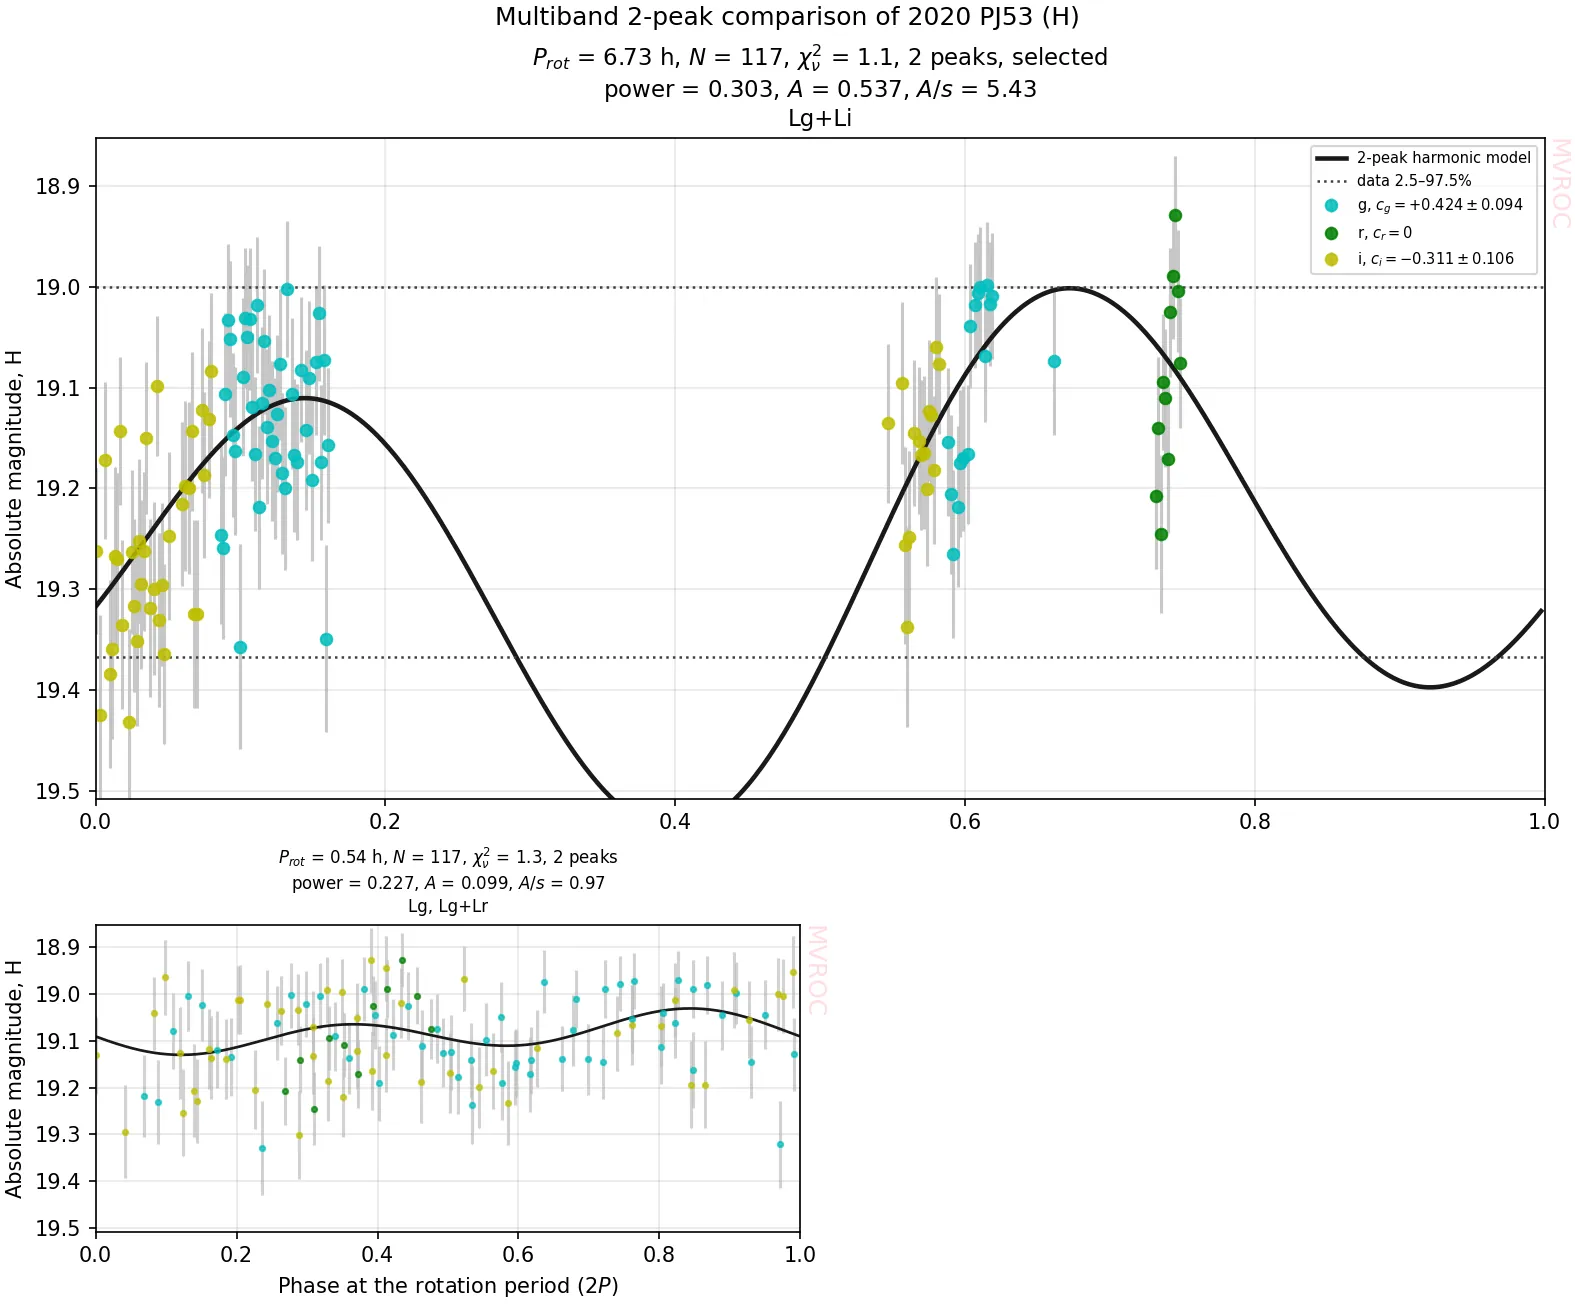 Multiband 2-peak comparison of 2020 PJ53 (H)
P_rot = 6.73 h, N = 117, χ²_ν = 1.1, 2 peaks, selected
power = 0.303, A = 0.537, A/s = 5.43
Lg+Li
2-peak harmonic model
data 2.5–97.5%
g, c_g = +0.424 ± 0.094
r, c_r = 0
i, c_i = −0.311 ± 0.106
MVROC
Absolute magnitude, H
18.9
19.0
19.1
19.2
19.3
19.4
19.5
0.0 0.2 0.4 0.6 0.8 1.0
P_rot = 0.54 h, N = 117, χ²_ν = 1.3, 2 peaks
power = 0.227, A = 0.099, A/s = 0.97
Lg, Lg+Lr
MVROC
Absolute magnitude, H
18.9
19.0
19.1
19.2
19.3
19.4
19.5
0.0 0.2 0.4 0.6 0.8 1.0
Phase at the rotation period (2P)